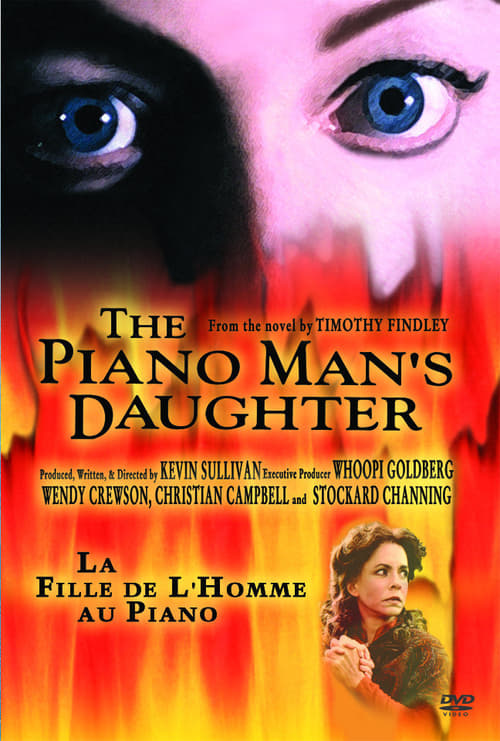 THE
From the novel by TIMOTHY FINDLEY
PIANO MAN'S
DAUGHTER
Produced, Written, & Directed by KEVIN SULLIVAN Executive Producer WHOOPI GOLDBERG
WENDY CREWSON, CHRISTIAN CAMPBELL and STOCKARD CHANNING
LA
FILLE DE L'HOMME
AU PIANO
DVD
VIDEO